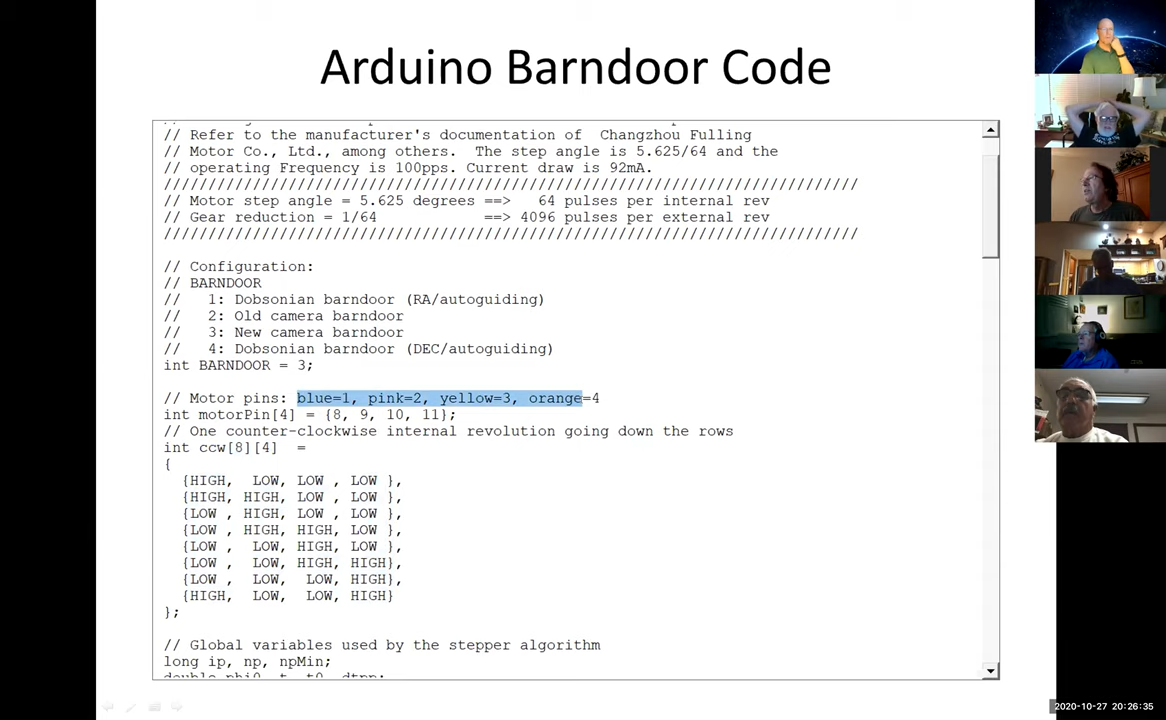 Arduino Barndoor Code
// Refer to the manufacturer's documentation of  Changzhou Fulling
// Motor Co., Ltd., among others.  The step angle is 5.625/64 and the
// operating Frequency is 100pps. Current draw is 92mA.
//////////////////////////////////////////////////////////////////////////////
// Motor step angle = 5.625 degrees ==>   64 pulses per internal rev
// Gear reduction = 1/64            ==> 4096 pulses per external rev
//////////////////////////////////////////////////////////////////////////////
// Configuration:
// BARNDOOR
//   1: Dobsonian barndoor (RA/autoguiding)
//   2: Old camera barndoor
//   3: New camera barndoor
//   4: Dobsonian barndoor (DEC/autoguiding)
int BARNDOOR = 3;
// Motor pins: blue=1, pink=2, yellow=3, orange=4
int motorPin[4] = {8, 9, 10, 11};
// One counter-clockwise internal revolution going down the rows
int ccw[8][4]  =
{
  {HIGH,  LOW, LOW , LOW },
  {HIGH, HIGH, LOW , LOW },
  {LOW , HIGH, LOW , LOW },
  {LOW , HIGH, HIGH, LOW },
  {LOW ,  LOW, HIGH, LOW },
  {LOW ,  LOW, HIGH, HIGH},
  {LOW ,  LOW,  LOW, HIGH},
  {HIGH,  LOW,  LOW, HIGH}
};
// Global variables used by the stepper algorithm
long ip, np, npMin;
2020-10-27 20:26:35